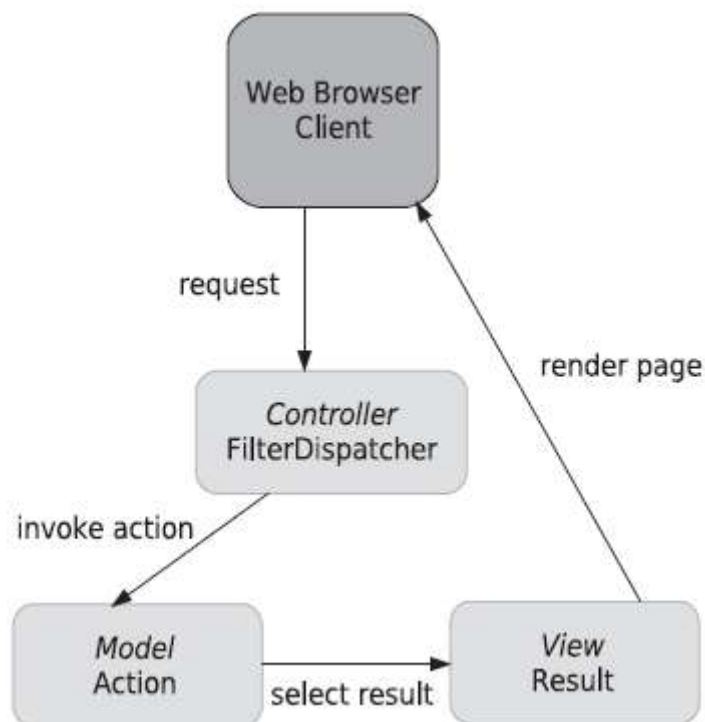 Web Browser
Client
request
render page
Controller
FilterDispatcher
invoke action
Model
Action
select result
View
Result